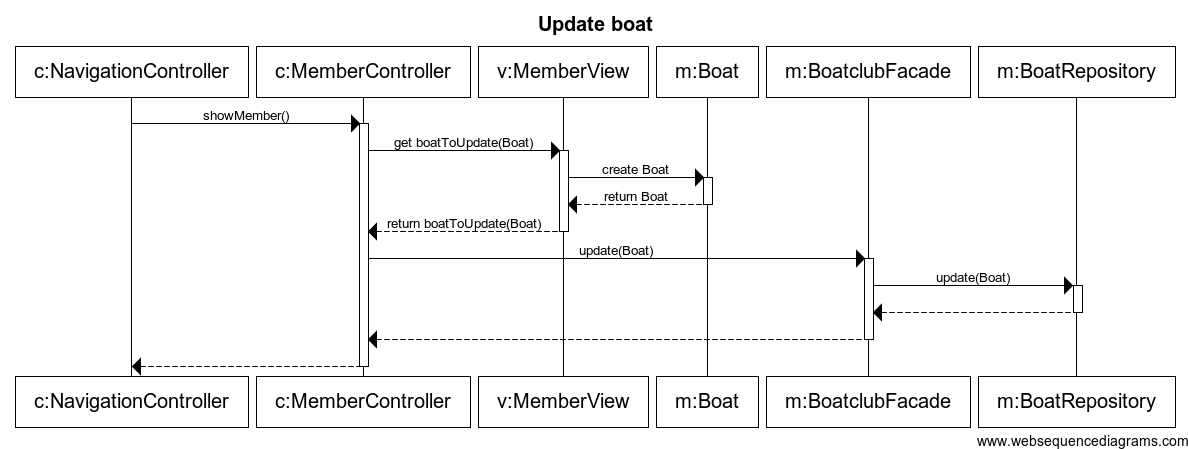 Update boat
c:NavigationController
c:MemberController
v:MemberView
m:Boat
m:BoatclubFacade
m:BoatRepository
showMember()
get boatToUpdate(Boat)
create Boat
return Boat
return boatToUpdate(Boat)
update(Boat)
update(Boat)
c:NavigationController
c:MemberController
v:MemberView
m:Boat
m:BoatclubFacade
m:BoatRepository
www.websequencediagrams.com